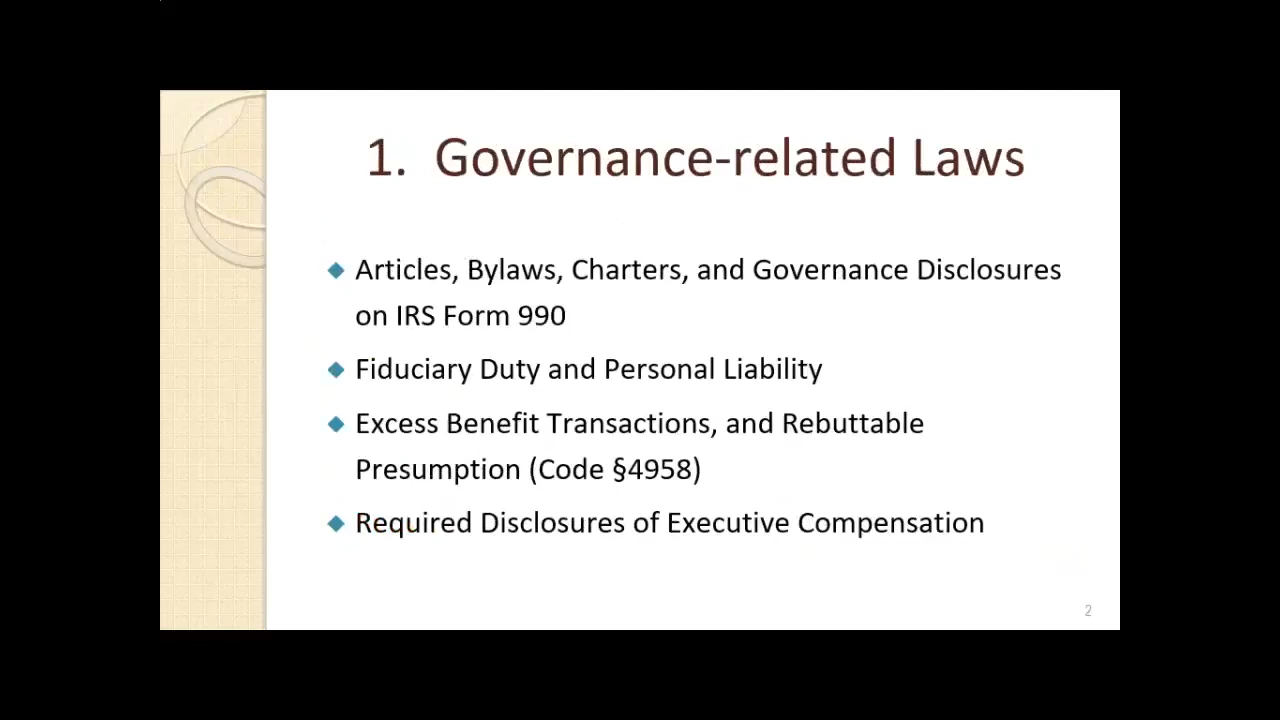 1. Governance-related Laws
Articles, Bylaws, Charters, and Governance Disclosures
on IRS Form 990
Fiduciary Duty and Personal Liability
Excess Benefit Transactions, and Rebuttable
Presumption (Code §4958)
Required Disclosures of Executive Compensation
2